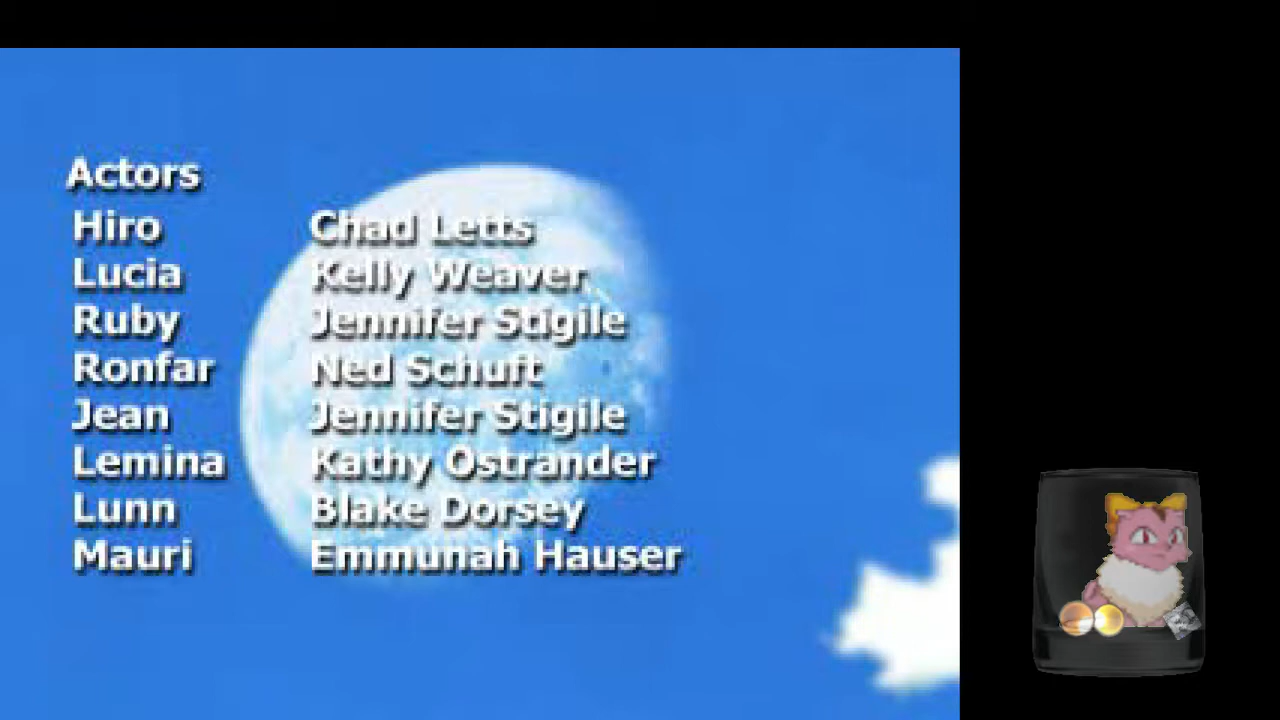 Actors
Hiro Chad Letts
Lucia Kelly Weaver
Ruby Jennifer Stigile
Ronfar Ned Schuft
Jean Jennifer Stigile
Lemina Kathy Ostrander
Lunn Blake Dorsey
Mauri Emmunah Hauser